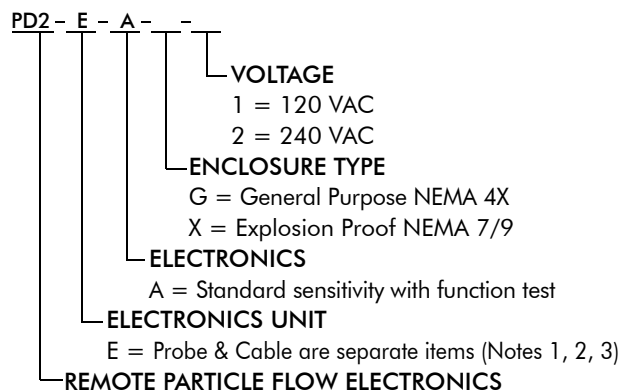 PD2 - E - A - -
VOLTAGE
1 = 120 VAC
2 = 240 VAC
ENCLOSURE TYPE
G = General Purpose NEMA 4X
X = Explosion Proof NEMA 7/9
ELECTRONICS
A = Standard sensitivity with function test
ELECTRONICS UNIT
E = Probe & Cable are separate items (Notes 1, 2, 3)
REMOTE PARTICLE FLOW ELECTRONICS